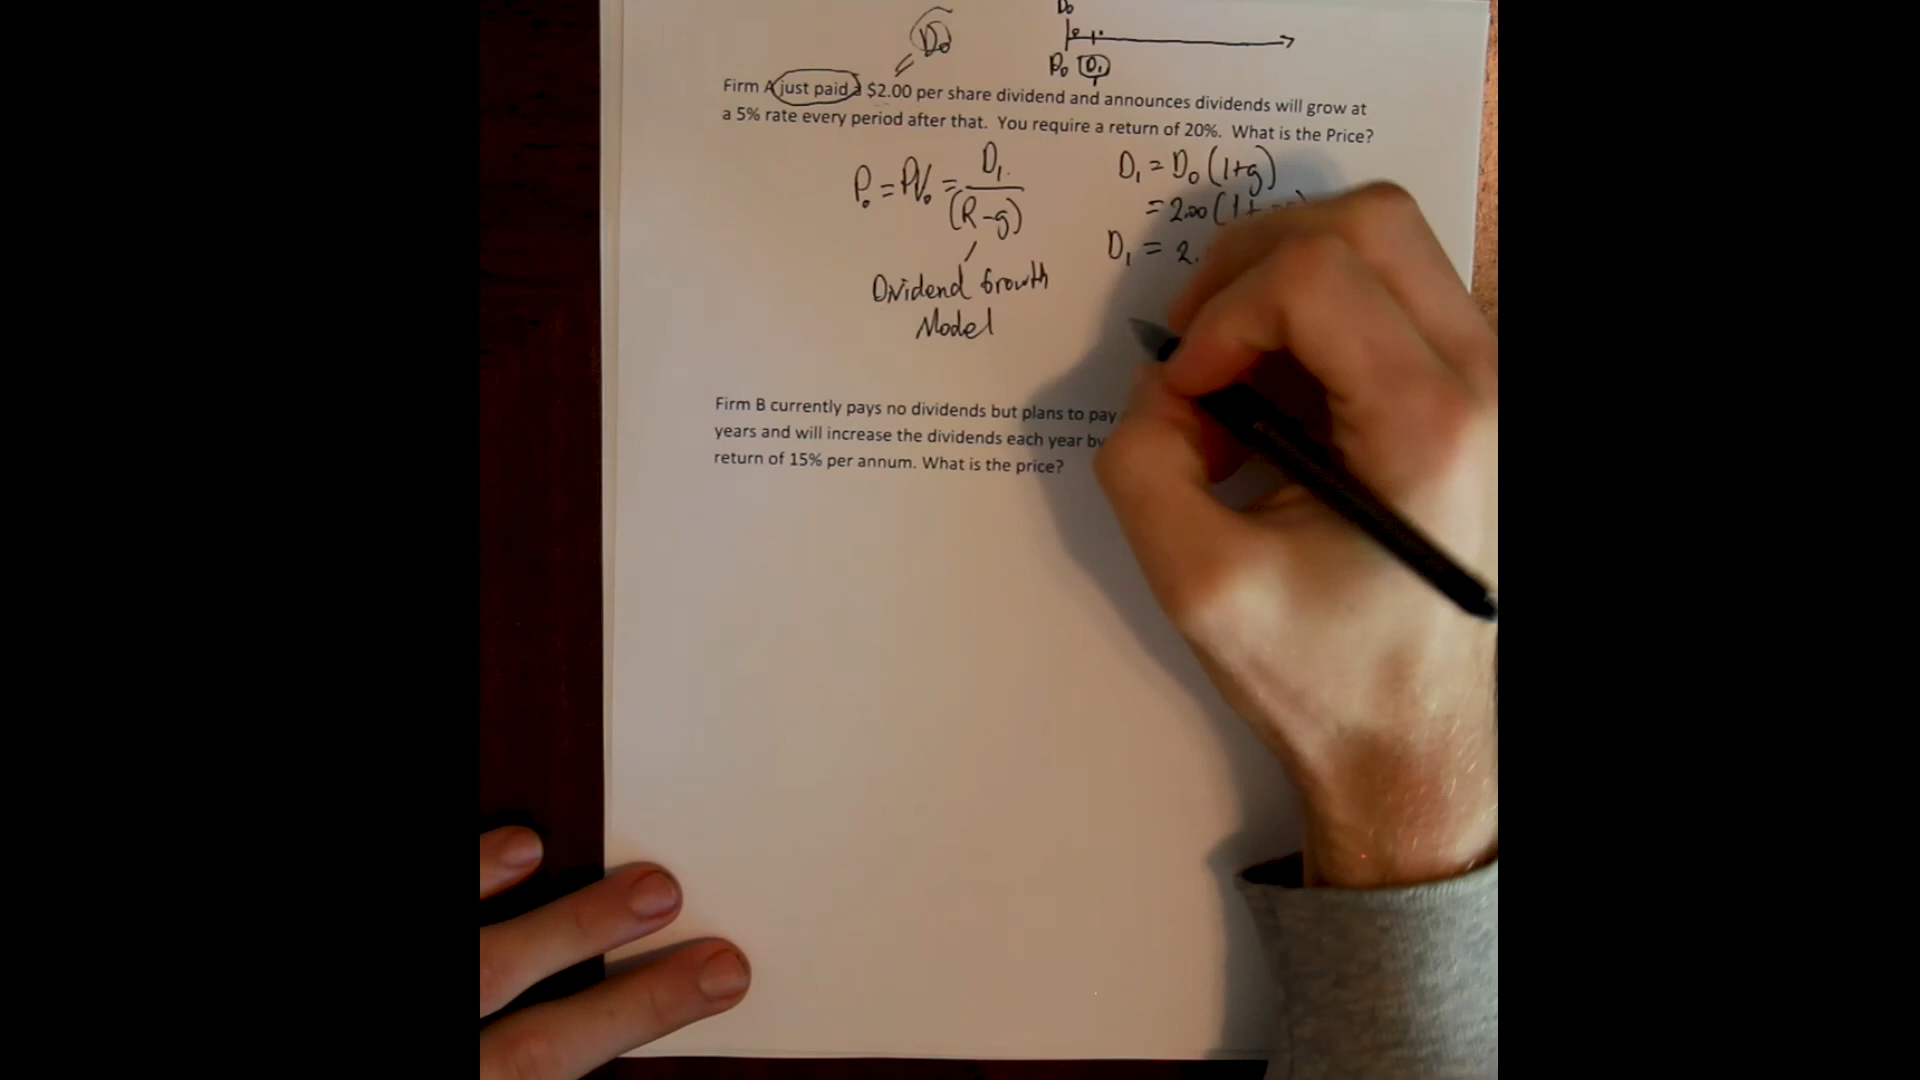 D₀
D₀
P₀ D₁
Firm A just paid a $2.00 per share dividend and announces dividends will grow at
a 5% rate every period after that. You require a return of 20%. What is the Price?
P₀ = PV₀ = D₁ / (R-g)
D₁ = D₀ (1+g)
= 2.00 (1+
D₁ = 2.
Dividend Growth
Model
Firm B currently pays no dividends but plans to pay
years and will increase the dividends each year by
return of 15% per annum. What is the price?